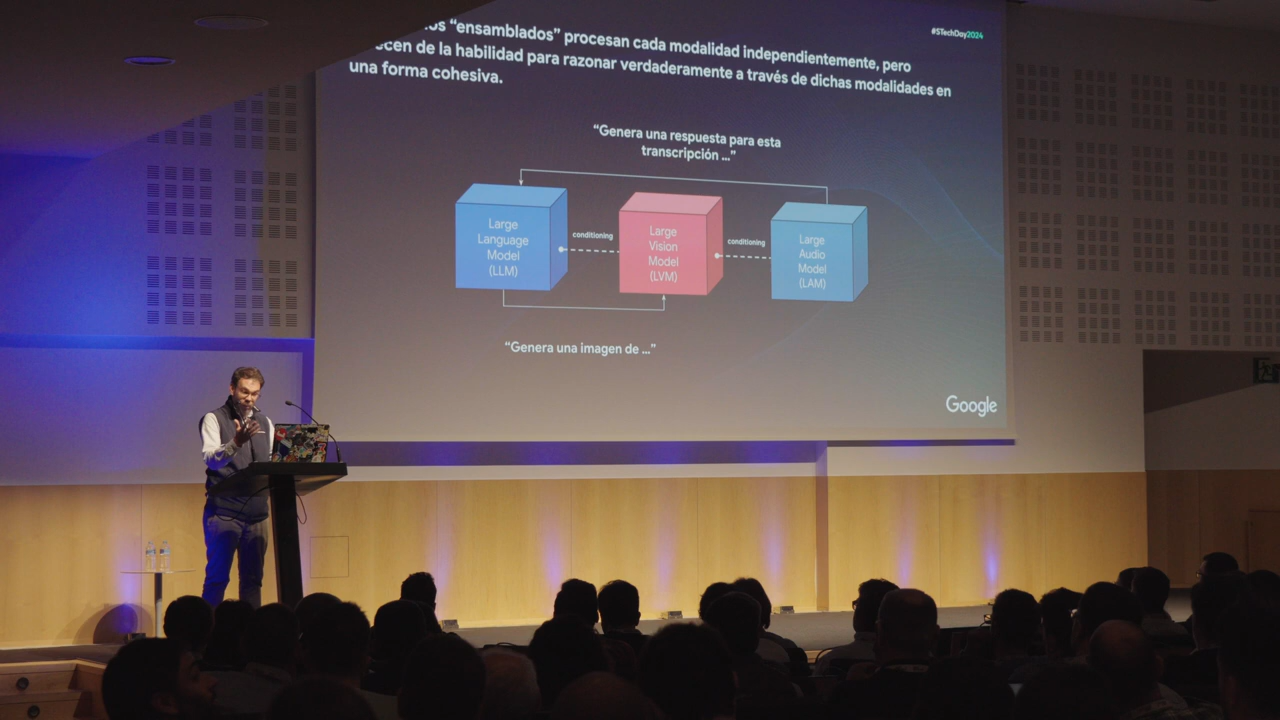 “ensamblados” procesan cada modalidad independientemente, pero
de la habilidad para razonar verdaderamente a través de dichas modalidades en
una forma cohesiva.
#STechDay2024
“Genera una respuesta para esta
transcripción ...”
Large
Language
Model
(LLM)
conditioning
Large
Vision
Model
(LVM)
conditioning
Large
Audio
Model
(LAM)
“Genera una imagen de ...”
Google